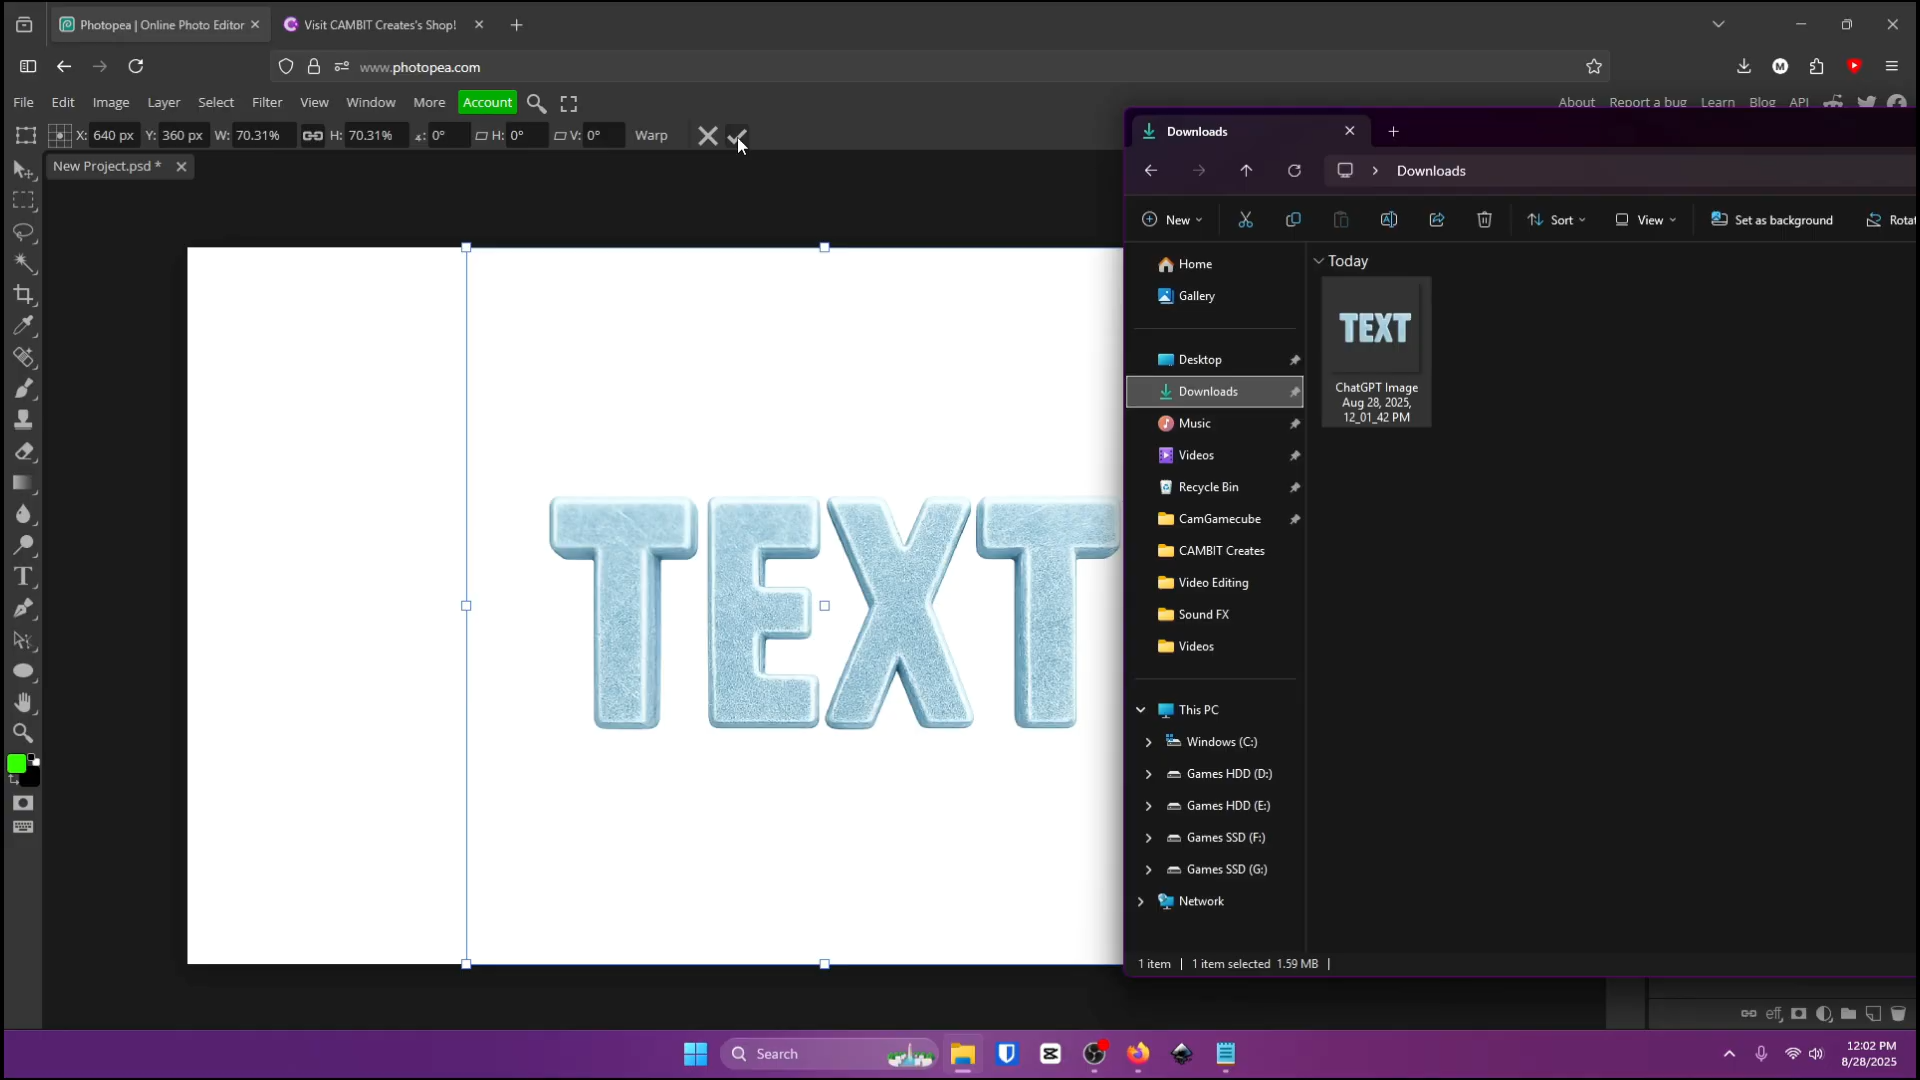 Photopea | Online Photo Editor
Visit CAMBIT Creates's Shop!
www.photopea.com
File Edit Image Layer Select Filter View Window More Account
About Report a bug Learn Blog API
X: 640 px Y: 360 px W: 70.31% H: 70.31% ⊿: 0° H: 0° V: 0° Warp
New Project.psd *
TEXT
Downloads
Downloads
New Sort View Set as background Rotat
Home
Gallery
Desktop
Downloads
Music
Videos
Recycle Bin
CamGamecube
CAMBIT Creates
Video Editing
Sound FX
Videos
This PC
Windows (C:)
Games HDD (D:)
Games HDD (E:)
Games SSD (F:)
Games SSD (G:)
Network
Today
TEXT
ChatGPT Image
Aug 28, 2025,
12_01_42 PM
1 item 1 item selected 1.59 MB
eff
Search
12:02 PM
8/28/2025